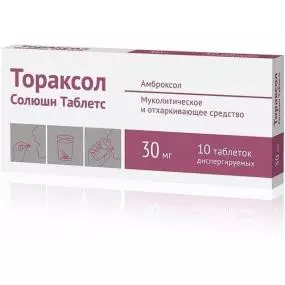 Тораксол
Солюшн Таблетс
Амброксол
Муколитическое
и отхаркивающее средство
30 мг
10 таблеток
диспергируемых